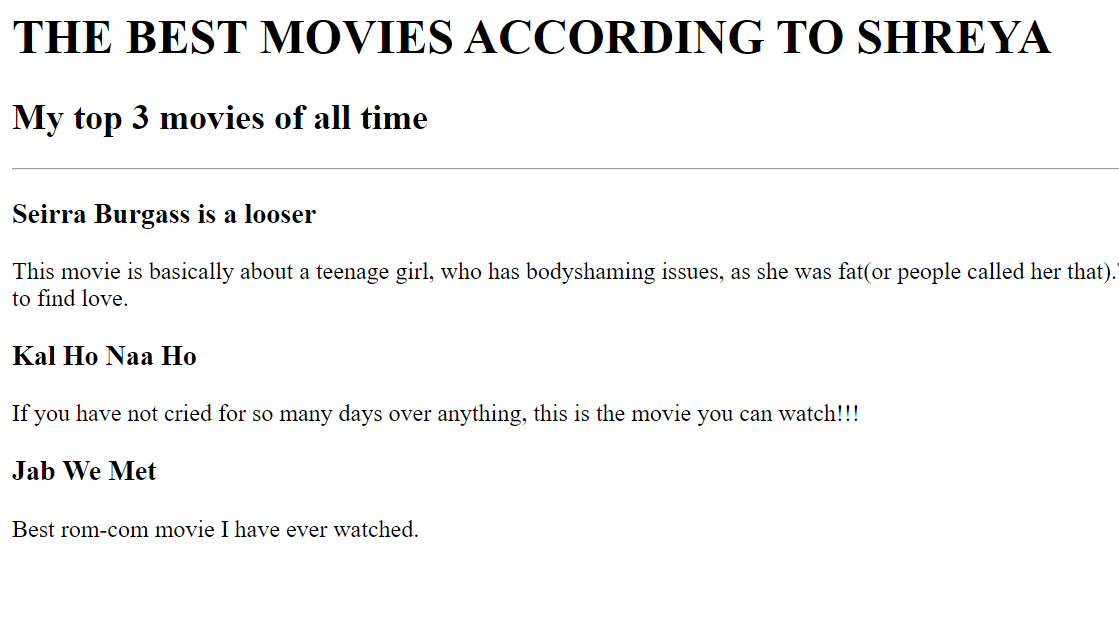 THE BEST MOVIES ACCORDING TO SHREYA
My top 3 movies of all time
Seirra Burgass is a looser
This movie is basically about a teenage girl, who has bodyshaming issues, as she was fat(or people called her that).
to find love.
Kal Ho Naa Ho
If you have not cried for so many days over anything, this is the movie you can watch!!!
Jab We Met
Best rom-com movie I have ever watched.